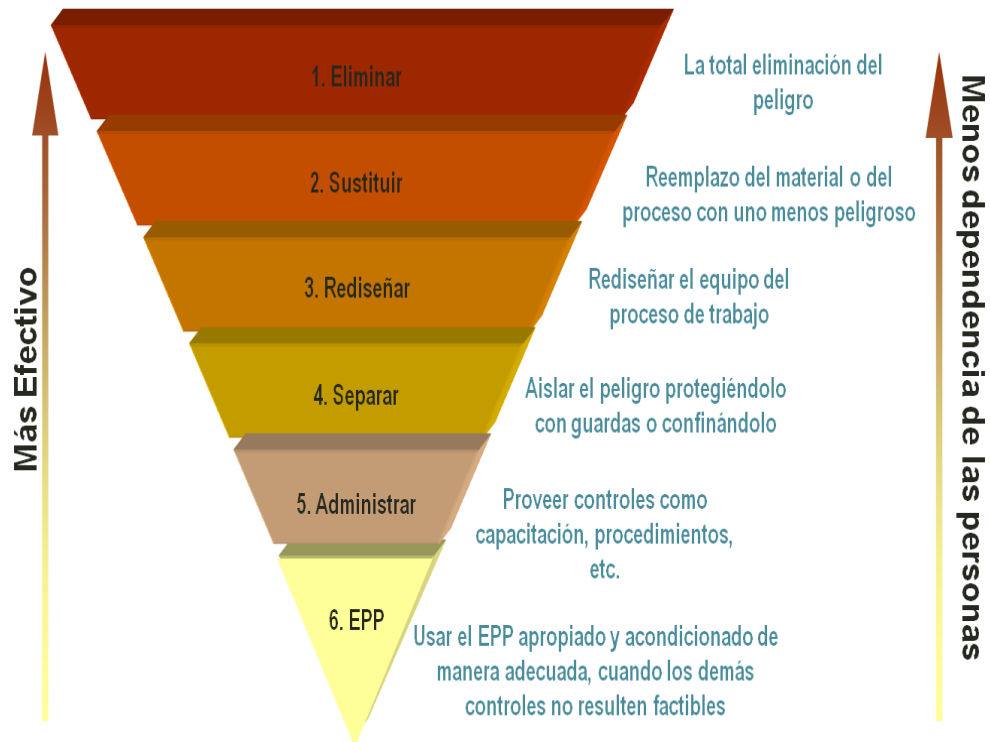 1. Eliminar
La total eliminación del
peligro
2. Sustituir
Reemplazo del material o del
proceso con uno menos peligroso
3. Rediseñar
Rediseñar el equipo del
proceso de trabajo
4. Separar
Aislar el peligro protegiéndolo
con guardas o confinándolo
5. Administrar
Proveer controles como
capacitación, procedimientos,
etc.
6. EPP
Usar el EPP apropiado y acondicionado de
manera adecuada, cuando los demás
controles no resulten factibles
Más Efectivo
Menos dependencia de las personas